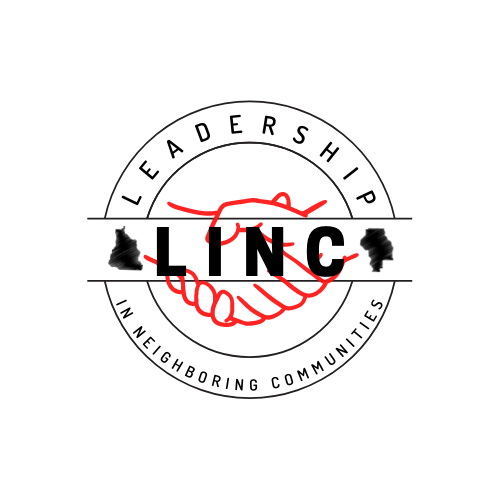 LEADERSHIP
LINC
IN NEIGHBORING COMMUNITIES